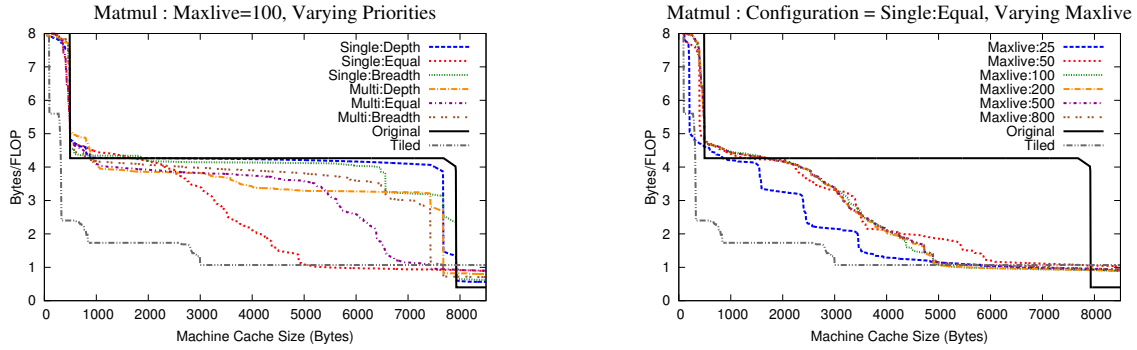 Matmul : Maxlive=100, Varying Priorities
8
7
6
5
4
3
2
1
0
Bytes/FLOP
Single:Depth
Single:Equal
Single:Breadth
Multi:Depth
Multi:Equal
Multi:Breadth
Original
Tiled
0 1000 2000 3000 4000 5000 6000 7000 8000
Machine Cache Size (Bytes)
Matmul : Configuration = Single:Equal, Varying Maxlive
8
7
6
5
4
3
2
1
0
Bytes/FLOP
Maxlive:25
Maxlive:50
Maxlive:100
Maxlive:200
Maxlive:500
Maxlive:800
Original
Tiled
0 1000 2000 3000 4000 5000 6000 7000 8000
Machine Cache Size (Bytes)